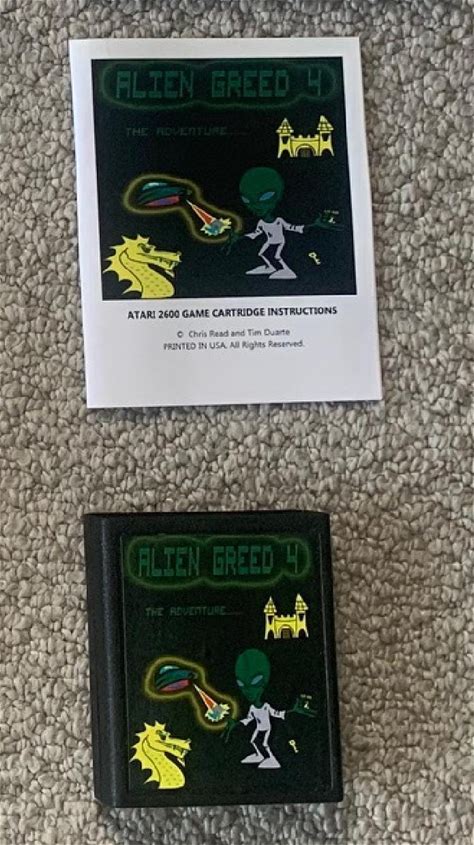 ALIEN GREED 4
THE ADVENTURE....
ATARI 2600 GAME CARTRIDGE INSTRUCTIONS
© Chris Read and Tim Duarte
PRINTED IN USA. All Rights Reserved.
ALIEN GREED 4
THE ADVENTURE....